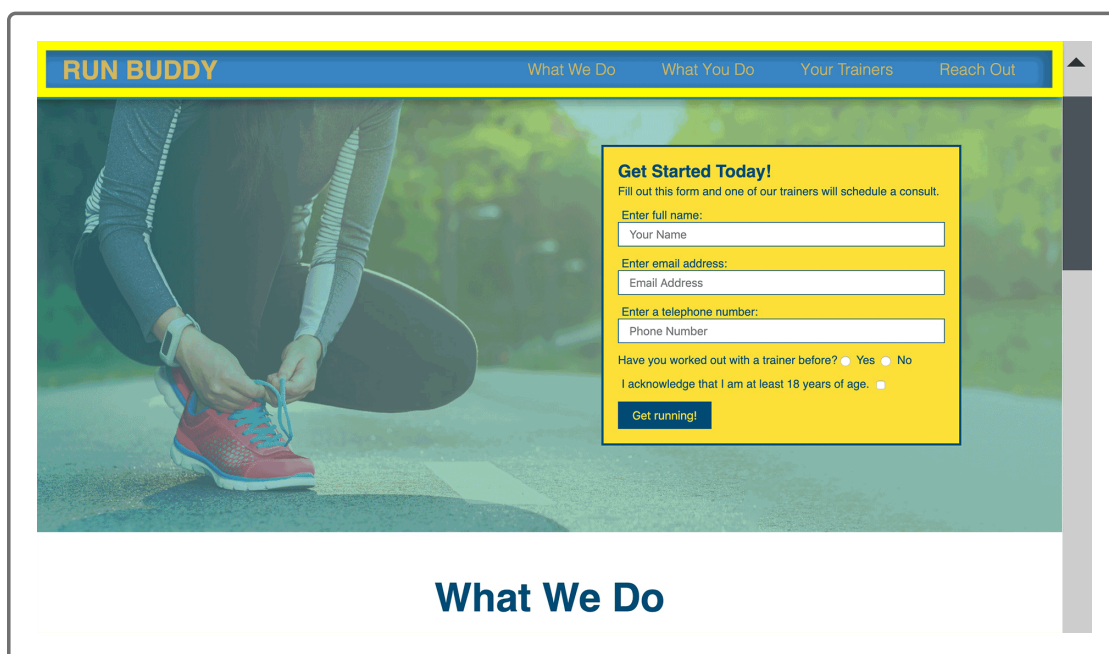 RUN BUDDY
What We Do What You Do Your Trainers Reach Out
Get Started Today!
Fill out this form and one of our trainers will schedule a consult.
Enter full name:
Your Name
Enter email address:
Email Address
Enter a telephone number:
Phone Number
Have you worked out with a trainer before? Yes No
I acknowledge that I am at least 18 years of age.
Get running!
What We Do